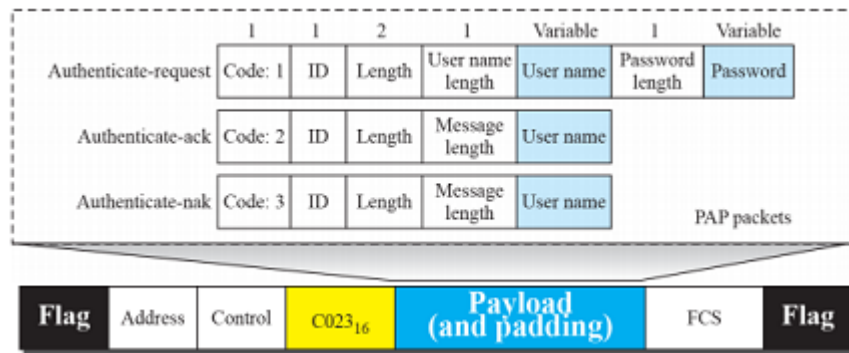 1 1 2 1 Variable 1 Variable
Authenticate-request Code: 1 ID Length User name length User name Password length Password
Authenticate-ack Code: 2 ID Length Message length User name
Authenticate-nak Code: 3 ID Length Message length User name
PAP packets
Flag Address Control C023₁₆ Payload (and padding) FCS Flag